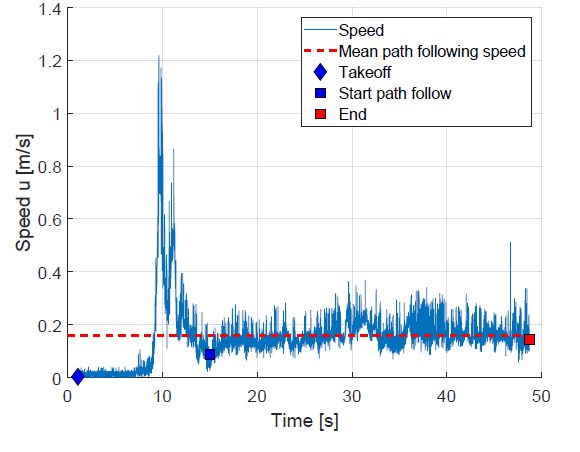 1.4
1.2
1
0.8
0.6
0.4
0.2
0
Speed u [m/s]
Speed
Mean path following speed
Takeoff
Start path follow
End
0 10 20 30 40 50
Time [s]